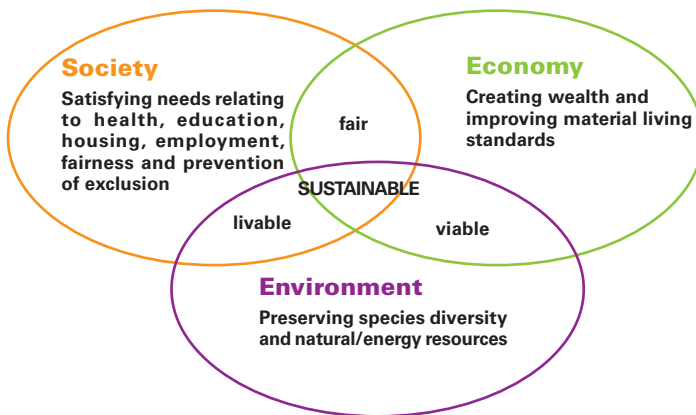 Society
Satisfying needs relating
to health, education,
housing, employment,
fairness and prevention
of exclusion
fair
Economy
Creating wealth and
improving material living
standards
SUSTAINABLE
livable
viable
Environment
Preserving species diversity
and natural/energy resources